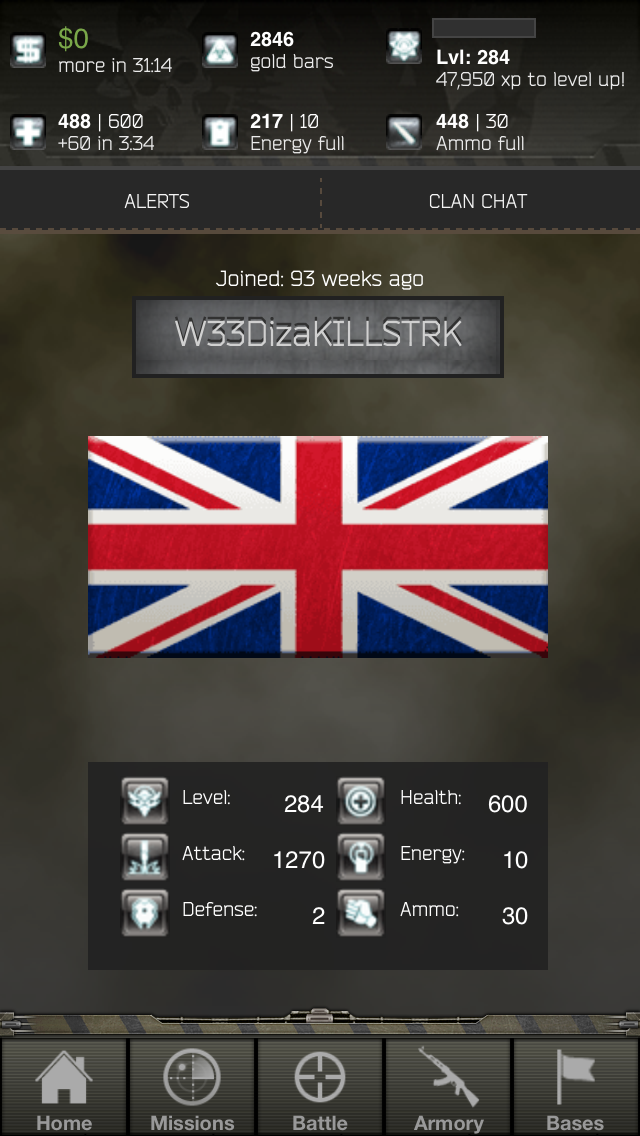 $0
more in 31:14
2846
gold bars
Lvl: 284
47,950 xp to level up!
488 | 600
+60 in 3:34
217 | 10
Energy full
448 | 30
Ammo full
ALERTS
CLAN CHAT
Joined: 93 weeks ago
W33DizaKILLSTRK
Level: 284
Health: 600
Attack: 1270
Energy: 10
Defense: 2
Ammo: 30
Home
Missions
Battle
Armory
Bases